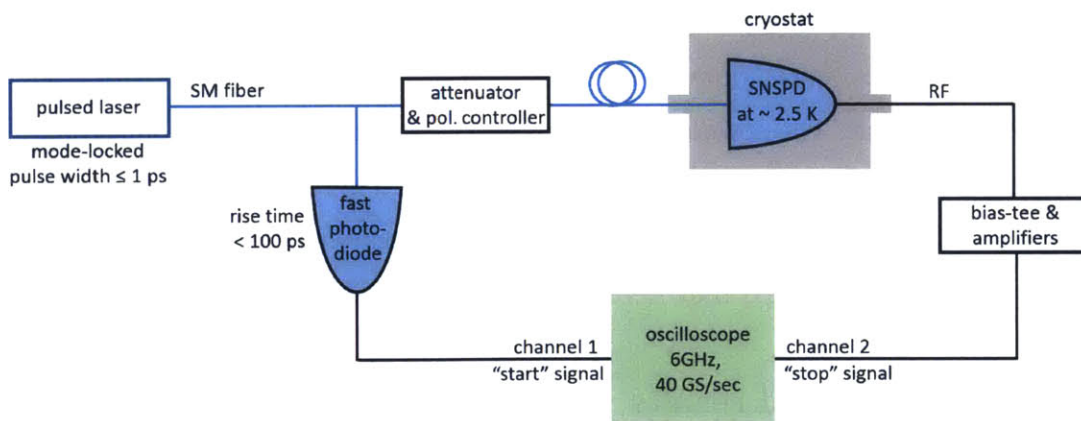 cryostat
pulsed laser
SM fiber
attenuator
& pol. controller
SNSPD
at ~ 2.5 K
RF
mode-locked
pulse width ≤ 1 ps
rise time
< 100 ps
fast
photo-
diode
bias-tee &
amplifiers
channel 1
"start" signal
oscilloscope
6GHz,
40 GS/sec
channel 2
"stop" signal